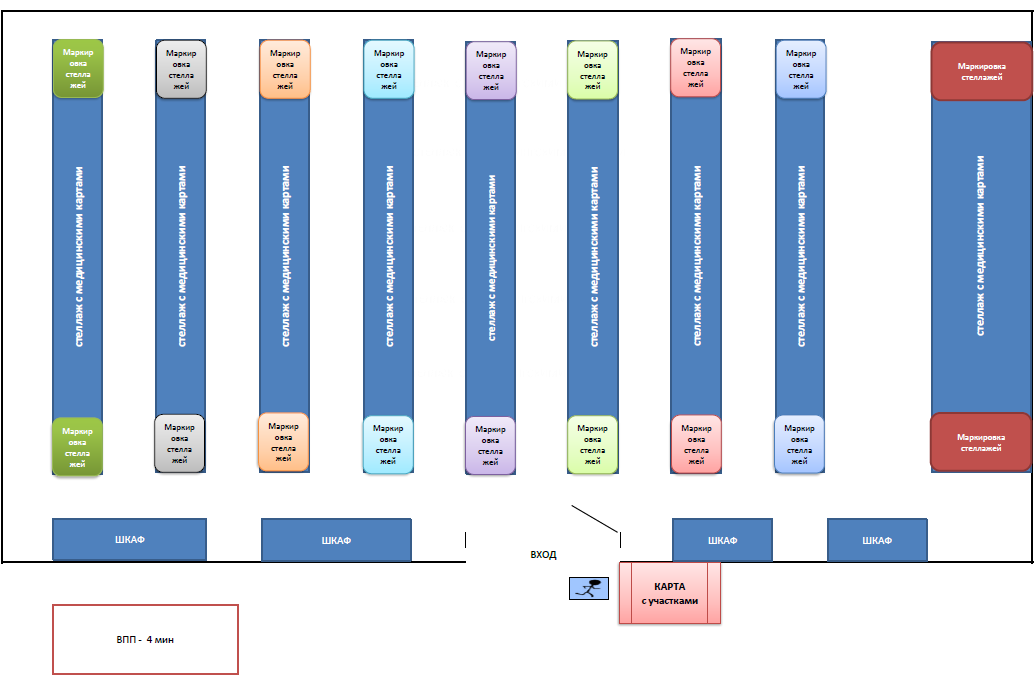 Маркир
овка
стелла
жей
Маркир
овка
стелла
жей
Маркир
овка
стелла
жей
Маркир
овка
стелла
жей
Маркир
овка
стелла
жей
Маркир
овка
стелла
жей
Маркир
овка
стелла
жей
Маркир
овка
стелла
жей
Маркировка
стеллажей
стеллаж с медицинскими картами
стеллаж с медицинскими картами
стеллаж с медицинскими картами
стеллаж с медицинскими картами
стеллаж с медицинскими картами
стеллаж с медицинскими картами
стеллаж с медицинскими картами
стеллаж с медицинскими картами
стеллаж с медицинскими картами
Маркир
овка
стелла
жей
Маркир
овка
стелла
жей
Маркир
овка
стелла
жей
Маркир
овка
стелла
жей
Маркир
овка
стелла
жей
Маркир
овка
стелла
жей
Маркир
овка
стелла
жей
Маркир
овка
стелла
жей
Маркировка
стеллажей
ШКАФ
ШКАФ
ВХОД
ШКАФ
ШКАФ
КАРТА
с участками
ВПП - 4 мин